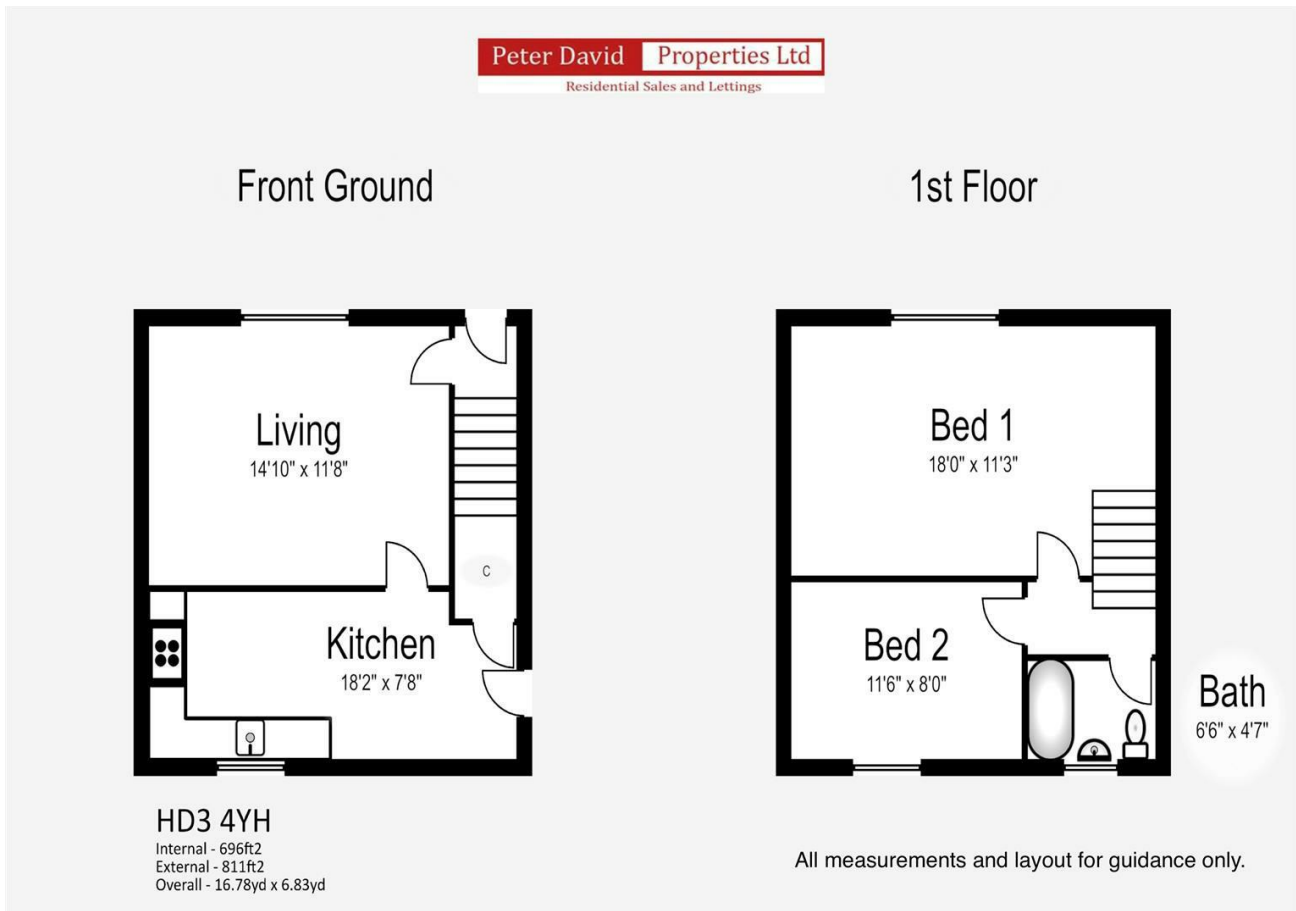 Peter David Properties Ltd
Residential Sales and Lettings
Front Ground
1st Floor
Living
14'10" x 11'8"
C
Kitchen
18'2" x 7'8"
Bed 1
18'0" x 11'3"
Bed 2
11'6" x 8'0"
Bath
6'6" x 4'7"
HD3 4YH
Internal - 696ft2
External - 811ft2
Overall - 16.78yd x 6.83yd
All measurements and layout for guidance only.